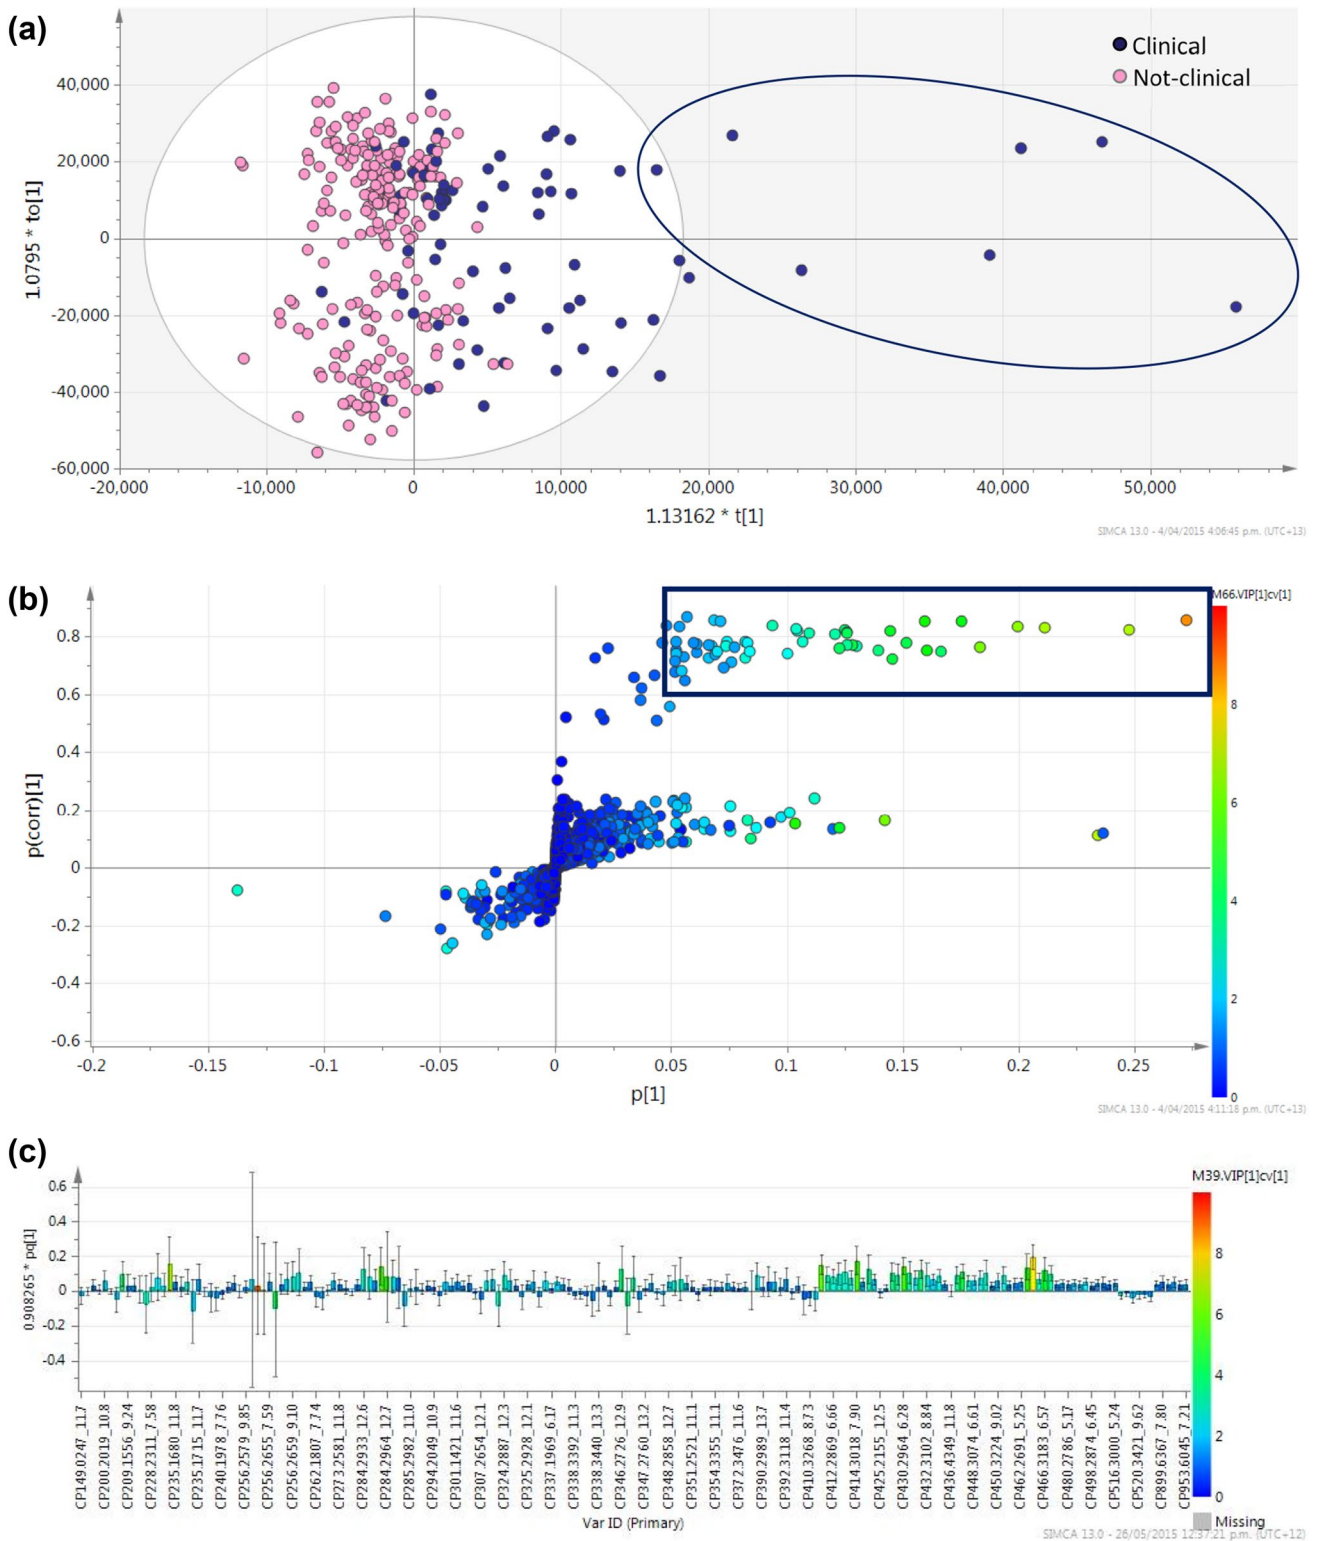 (a)
Clinical
Not-clinical
40,000
20,000
0
-20,000
-40,000
-60,000
1.0795 * to[1]
-20,000 -10,000 0 10,000 20,000 30,000 40,000 50,000
1.13162 * t[1]
SIMCA 13.0 - 4/04/2015 4:06:45 p.m. (UTC+13)
(b)
M66.VIP[1]cv[1]
0.8
0.6
0.4
0.2
0
-0.2
-0.4
-0.6
p(corr)[1]
8
6
4
2
0
-0.2 -0.15 -0.1 -0.05 0 0.05 0.1 0.15 0.2 0.25
p[1]
SIMCA 13.0 - 4/04/2015 4:11:18 p.m. (UTC+13)
(c)
M39.VIP[1]cv[1]
0.6
0.4
0.2
0
-0.2
-0.4
0.908265 * pq[1]
8
6
4
2
0
Missing
CP149.0247_11.7
CP200.2019_10.8
CP209.1556_9.24
CP228.2311_7.58
CP235.1680_11.8
CP235.1715_11.7
CP240.1978_7.76
CP256.2579_9.85
CP256.2655_7.59
CP256.2659_9.10
CP262.1807_7.74
CP273.2581_11.8
CP284.2933_12.6
CP284.2964_12.7
CP285.2982_11.0
CP294.2049_10.9
CP301.1421_11.6
CP307.2654_12.1
CP324.2887_12.3
CP325.2928_12.1
CP337.1969_6.17
CP338.3392_11.3
CP338.3440_13.3
CP346.2726_12.9
CP347.2760_13.2
CP348.2858_12.7
CP351.2521_11.1
CP354.3355_11.1
CP372.3476_11.6
CP390.2989_13.7
CP392.3118_11.4
CP410.3268_8.73
CP412.2869_6.66
CP414.3018_7.90
CP425.2155_12.5
CP430.2964_6.28
CP432.3102_8.84
CP436.4349_11.8
CP448.3074_6.61
CP450.3224_9.02
CP462.2691_5.25
CP466.3183_6.57
CP480.2786_5.17
CP498.2874_6.45
CP516.3000_5.24
CP520.3421_9.62
CP899.6367_7.80
CP953.6045_7.21
Var ID (Primary)
SIMCA 13.0 - 26/05/2015 12:37:21 p.m. (UTC+12)